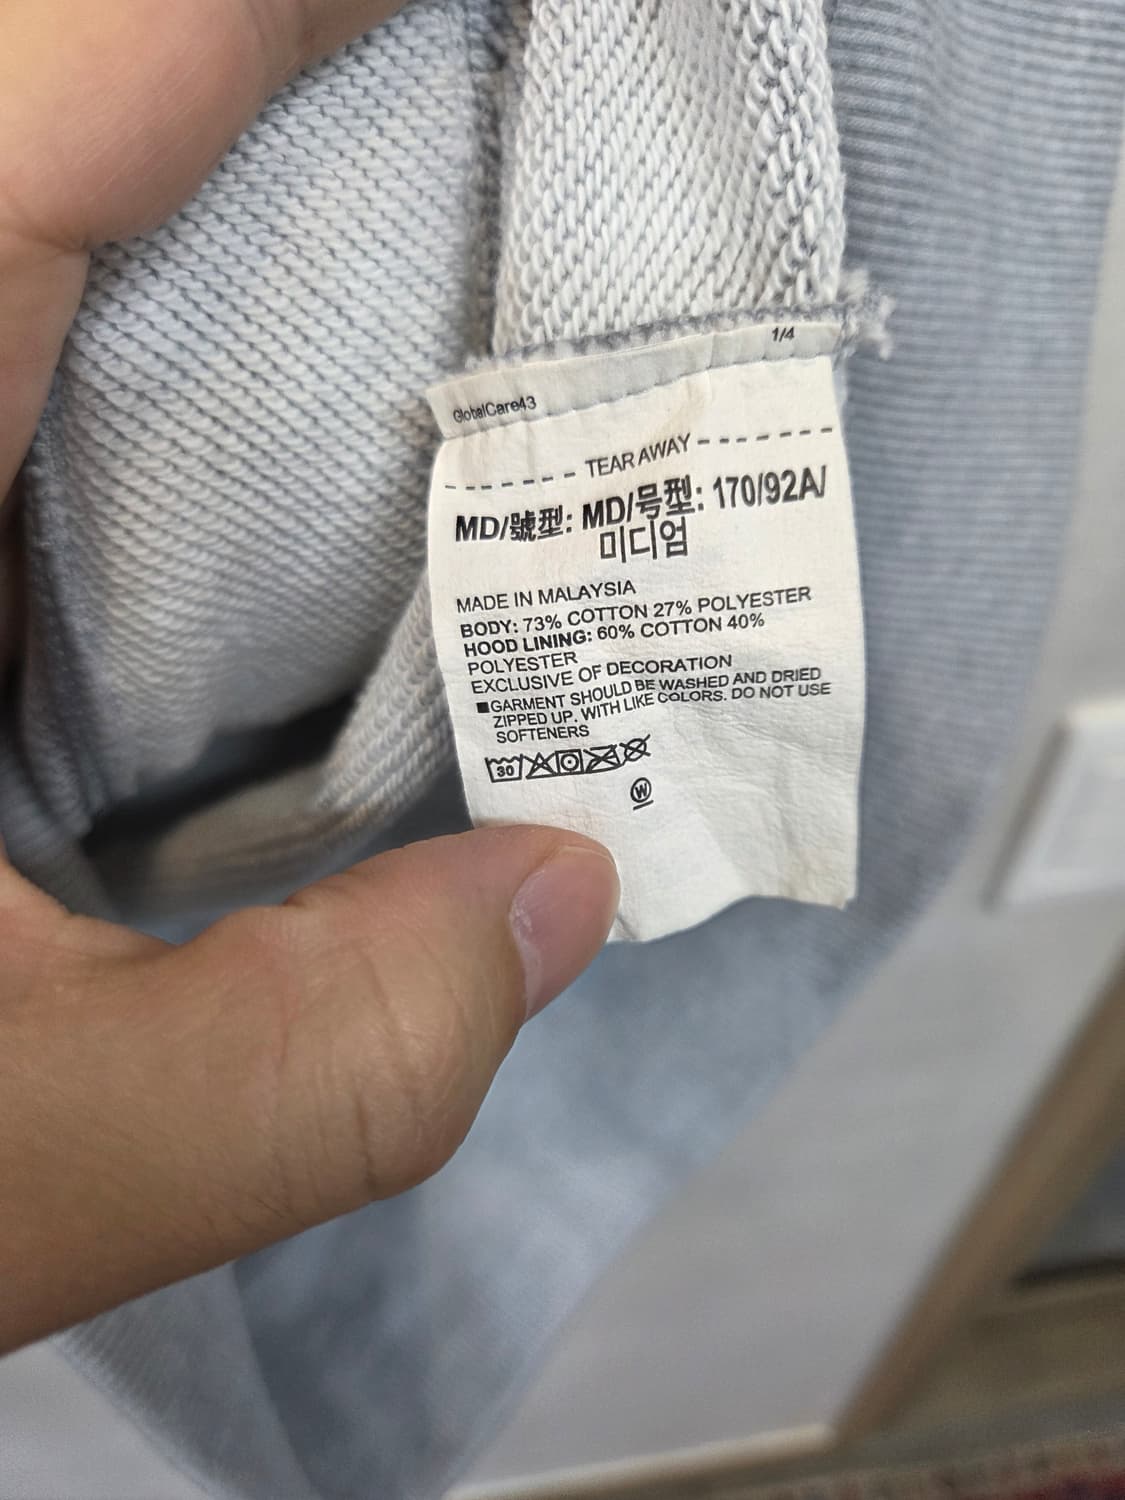 1/4
GlobalCare43
TEAR AWAY
MD/號型: MD/号型: 170/92A/
미디엄
MADE IN MALAYSIA
BODY: 73% COTTON 27% POLYESTER
HOOD LINING: 60% COTTON 40%
POLYESTER
EXCLUSIVE OF DECORATION
■GARMENT SHOULD BE WASHED AND DRIED
ZIPPED UP. WITH LIKE COLORS. DO NOT USE
SOFTENERS
30
W